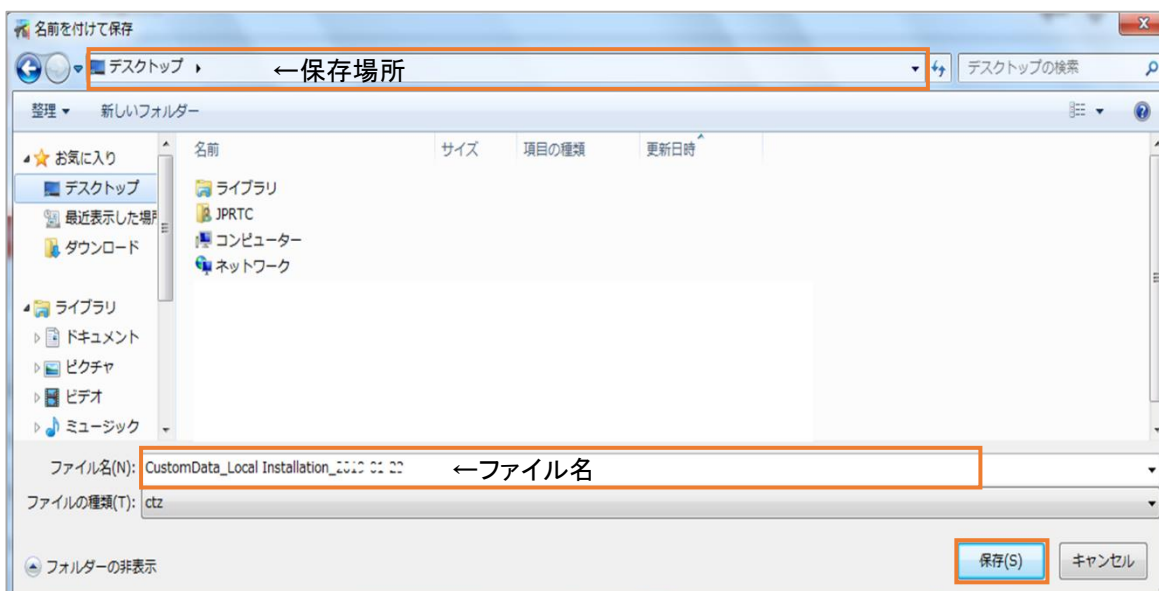 名前を付けて保存
デスクトップ
←保存場所
デスクトップの検索
整理
新しいフォルダー
名前
サイズ
項目の種類
更新日時
お気に入り
デスクトップ
最近表示した場所
ダウンロード
ライブラリ
ドキュメント
ピクチャ
ビデオ
ミュージック
ライブラリ
JPRTC
コンピューター
ネットワーク
ファイル名(N): CustomData_Local Installation_
←ファイル名
ファイルの種類(T): ctz
フォルダーの非表示
保存(S)
キャンセル